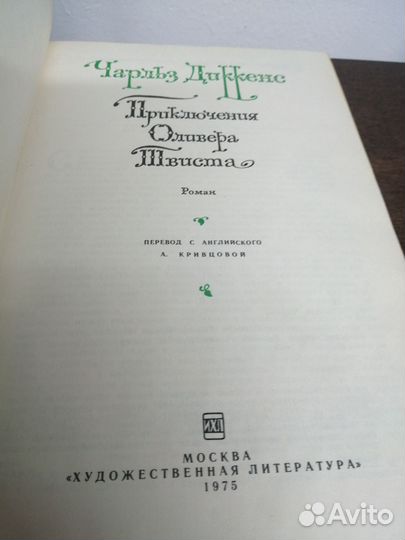 Чарльз Диккенс
Приключения
Оливера
Твиста
Роман
ПЕРЕВОД С АНГЛИЙСКОГО
А. КРИВЦОВОЙ
ИХЛ
МОСКВА
«ХУДОЖЕСТВЕННАЯ ЛИТЕРАТУРА»
1975
Avito